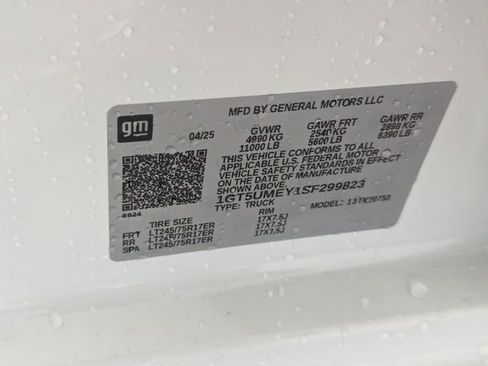 gm
MFD BY GENERAL MOTORS LLC
04/25 GVWR GAWR FRT GAWR RR
4990 KG 2540 KG 2898 KG
11000 LB 5600 LB 6390 LB
THIS VEHICLE CONFORMS TO ALL
APPLICABLE U.S. FEDERAL MOTOR
VEHICLE SAFETY STANDARDS IN EFFECT
ON THE DATE OF MANUFACTURE
SHOWN ABOVE.
1GT5UMEY1SF299823
TYPE: TRUCK MODEL:
TIRE SIZE RIM
FRT LT245/75R17ER 17X7.5J
RR LT245/75R17ER 17X7.5J
SPA LT245/75R17ER 17X7.5J